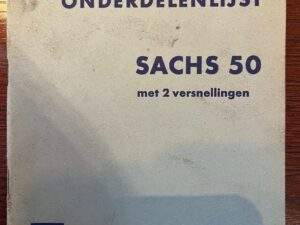 ONDERDELENLIJST
SACHS 50
met 2 versnellingen